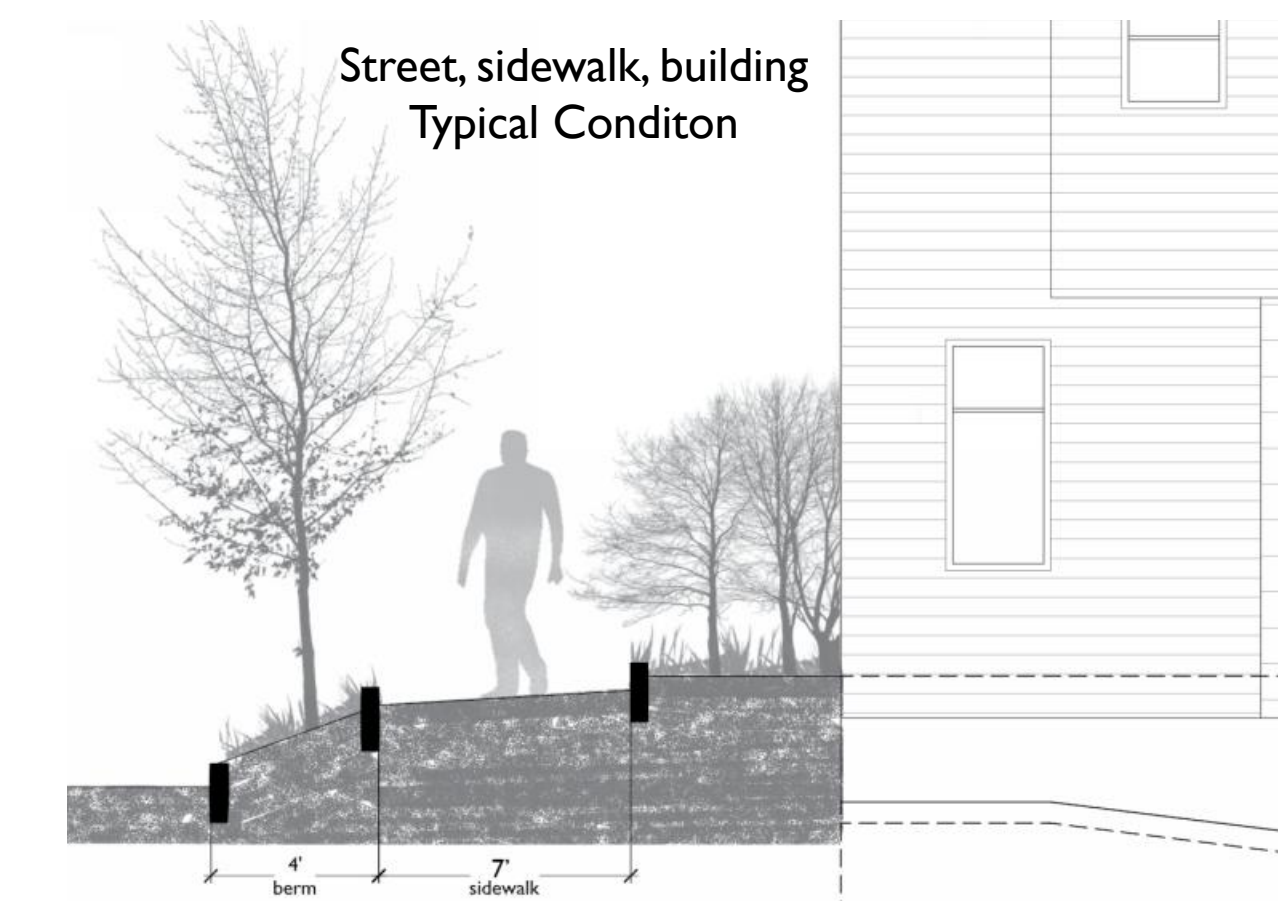 Street, sidewalk, building
Typical Conditon
4'
berm
7'
sidewalk